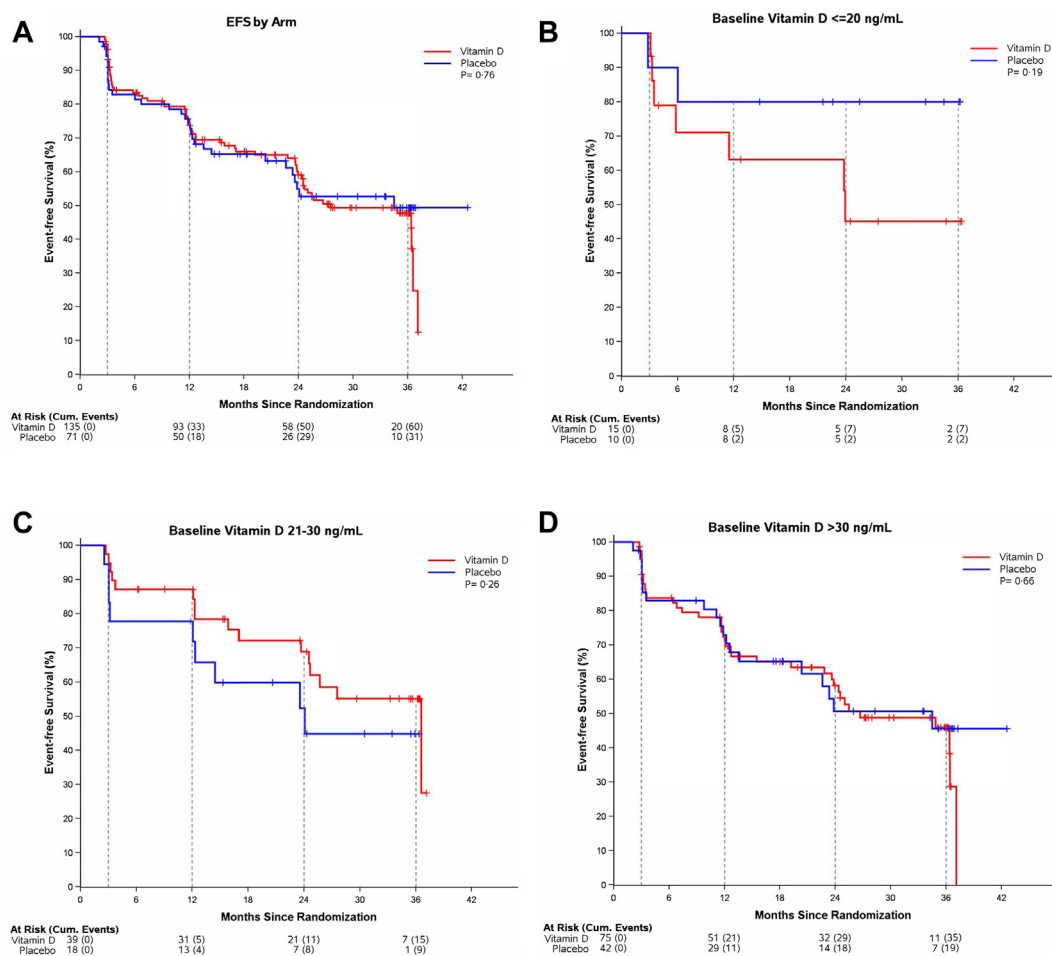 A
EFS by Arm
Vitamin D
Placebo
P= 0·76
Event-free Survival (%)
100
90
80
70
60
50
40
30
20
10
0
0 6 12 18 24 30 36 42
Months Since Randomization
At Risk (Cum. Events)
Vitamin D 135 (0) 93 (33) 58 (50) 20 (60)
Placebo 71 (0) 50 (18) 26 (29) 10 (31)
B
Baseline Vitamin D <=20 ng/mL
Vitamin D
Placebo
P= 0·19
Event-free Survival (%)
100
90
80
70
60
50
40
30
20
10
0
0 6 12 18 24 30 36 42
Months Since Randomization
At Risk (Cum. Events)
Vitamin D 15 (0) 8 (5) 5 (7) 2 (7)
Placebo 10 (0) 8 (2) 5 (2) 2 (2)
C
Baseline Vitamin D 21-30 ng/mL
Vitamin D
Placebo
P= 0·26
Event-free Survival (%)
100
90
80
70
60
50
40
30
20
10
0
0 6 12 18 24 30 36 42
Months Since Randomization
At Risk (Cum. Events)
Vitamin D 39 (0) 31 (5) 21 (11) 7 (15)
Placebo 18 (0) 13 (4) 7 (8) 1 (9)
D
Baseline Vitamin D >30 ng/mL
Vitamin D
Placebo
P= 0·66
Event-free Survival (%)
100
90
80
70
60
50
40
30
20
10
0
0 6 12 18 24 30 36 42
Months Since Randomization
At Risk (Cum. Events)
Vitamin D 75 (0) 51 (21) 32 (29) 11 (35)
Placebo 42 (0) 29 (11) 14 (18) 7 (19)